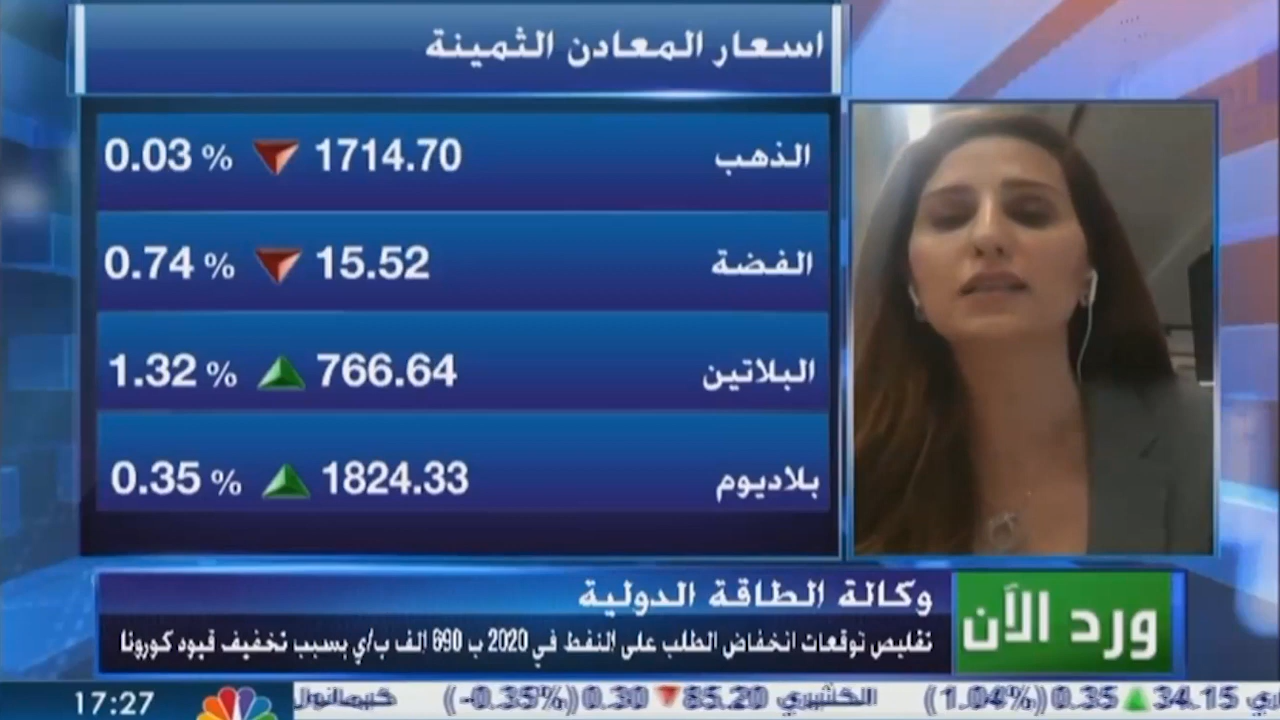 اسعار المعادن الثمينة
الذهب 1714.70 0.03 %
الفضة 15.52 0.74 %
البلاتين 766.64 1.32 %
بلاديوم 1824.33 0.35 %
ورد الآن
وكالة الطاقة الدولية
تقليص توقعات انخفاض الطلب على النفط في 2020 ب 690 الف ب/ي بسبب تخفيف قيود كورونا
34.15 0.35 (1.04%) 85.20 0.30 (-0.35%)
17:27